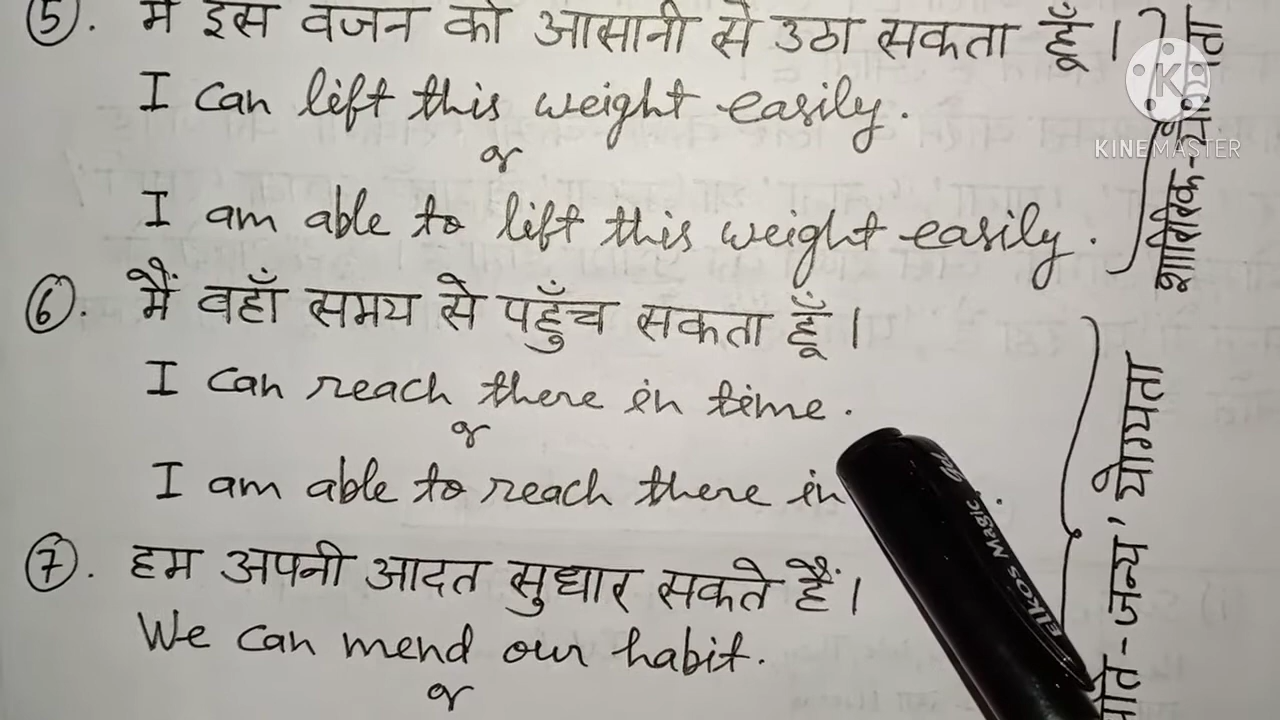 5. मैं इस वजन को आसानी से उठा सकता हूँ।
I can lift this weight easily.
or
I am able to lift this weight easily.
शारीरिक-
6. मैं वहाँ समय से पहुँच सकता हूँ।
I can reach there in time.
or
I am able to reach there in
7. हम अपनी आदत सुधार सकते हैं।
We can mend our habit.
or
जन्य' योग्यता
K
KINEMASTER
Elkos Magic